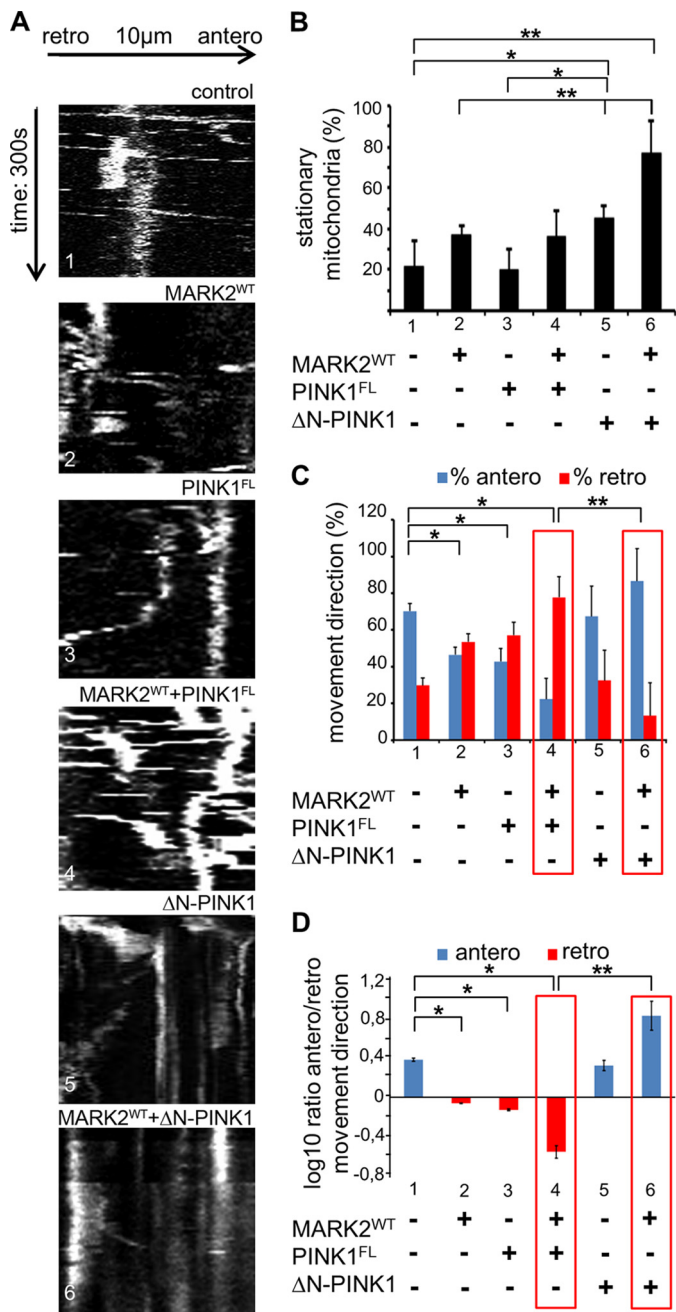 A
retro 10µm antero
time: 300s
control
1
MARK2WT
2
PINK1FL
3
MARK2WT+PINK1FL
4
ΔN-PINK1
5
MARK2WT+ΔN-PINK1
6
B
**
*
*
**
stationary
mitochondria (%)
100
80
60
40
20
1 2 3 4 5 6
MARK2WT - + - + - +
PINK1FL - - + + - -
ΔN-PINK1 - - - - + +
C
% antero % retro
*
**
*
*
movement direction (%)
120
100
80
60
40
20
0
1 2 3 4 5 6
MARK2WT - + - + - +
PINK1FL - - + + - -
ΔN-PINK1 - - - - + +
D
antero retro
*
**
*
*
log10 ratio antero/retro
movement direction
1,2
0,8
0,4
0
-0,4
-0,8
1 2 3 4 5 6
MARK2WT - + - + - +
PINK1FL - - + + - -
ΔN-PINK1 - - - - + +